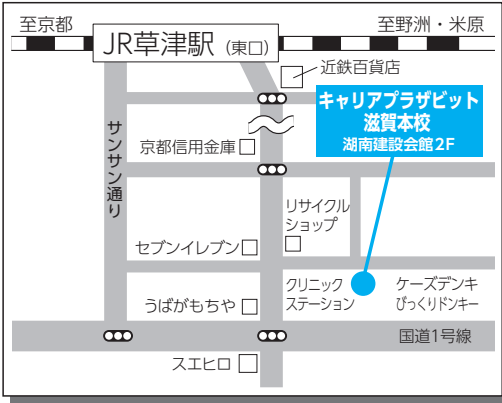 至京都
至野洲・米原
JR草津駅(東口)
近鉄百貨店
キャリアプラザビット
滋賀本校
湖南建設会館2F
サンサン通り
京都信用金庫
リサイクル
ショップ
セブンイレブン
クリニック
ステーション
ケーズデンキ
びっくりドンキー
うばがもちや
国道1号線
スエヒロ